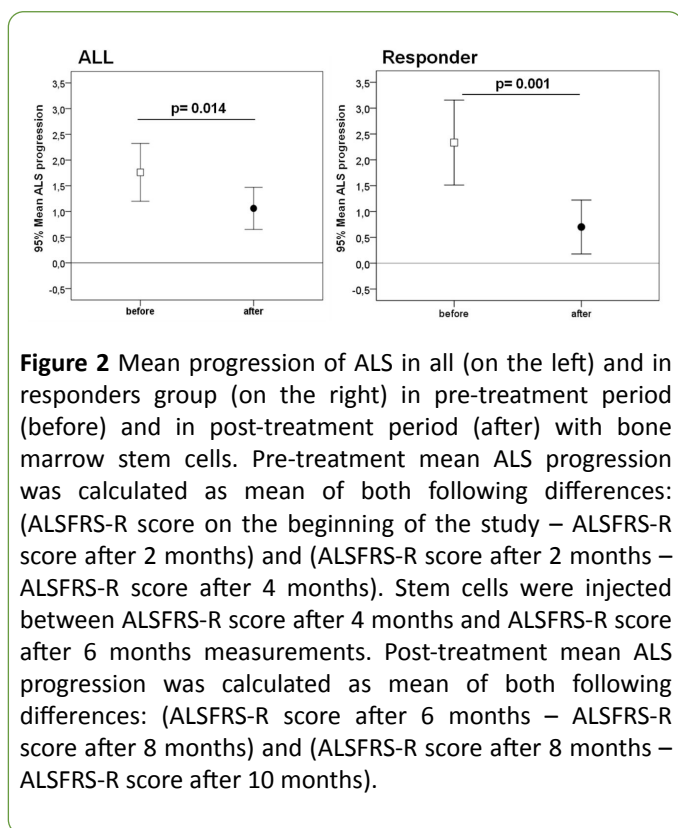 ALL
3,5
3,0
2,5
2,0
1,5
1,0
0,5
0,0
-0,5
95% Mean ALS progression
p= 0.014
before
after
Responder
3,5
3,0
2,5
2,0
1,5
1,0
0,5
0,0
-0,5
95% Mean ALS progression
p= 0.001
before
after
Figure 2 Mean progression of ALS in all (on the left) and in
responders group (on the right) in pre-treatment period
(before) and in post-treatment period (after) with bone
marrow stem cells. Pre-treatment mean ALS progression
was calculated as mean of both following differences:
(ALSFRS-R score on the beginning of the study – ALSFRS-R
score after 2 months) and (ALSFRS-R score after 2 months –
ALSFRS-R score after 4 months). Stem cells were injected
between ALSFRS-R score after 4 months and ALSFRS-R score
after 6 months measurements. Post-treatment mean ALS
progression was calculated as mean of both following
differences: (ALSFRS-R score after 6 months – ALSFRS-R
score after 8 months) and (ALSFRS-R score after 8 months –
ALSFRS-R score after 10 months).